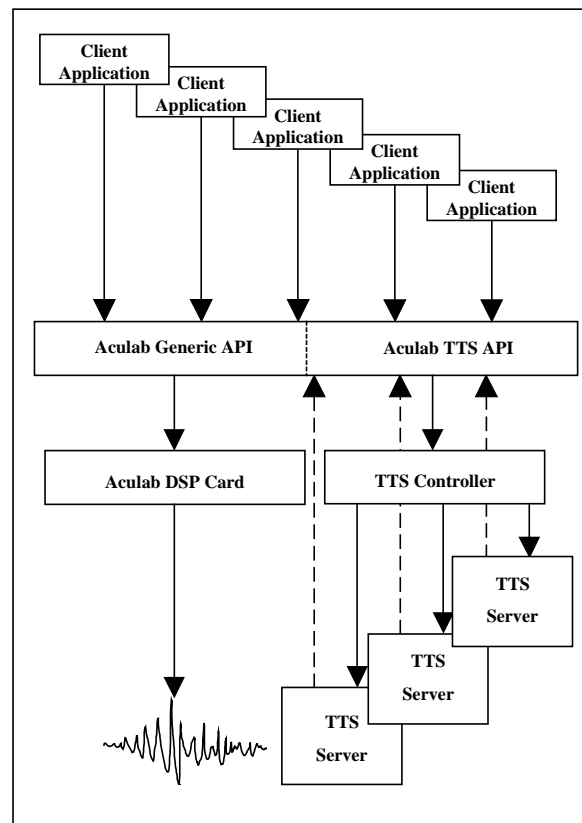 Client
Application
Client
Application
Client
Application
Client
Application
Client
Application
Aculab Generic API
Aculab TTS API
Aculab DSP Card
TTS Controller
TTS
Server
TTS
Server
TTS
Server